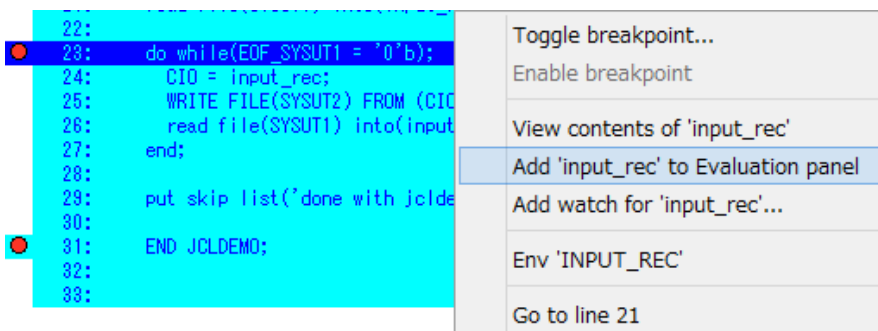 22:
23: do while(EOF_SYSUT1 = '0'b);
24: CIO = input_rec;
25: WRITE FILE(SYSUT2) FROM (CIO
26: read file(SYSUT1) into(input
27: end;
28:
29: put skip list('done with jclde
30:
31: END JCLDEMO;
32:
33:
Toggle breakpoint...
Enable breakpoint
View contents of 'input_rec'
Add 'input_rec' to Evaluation panel
Add watch for 'input_rec'...
Env 'INPUT_REC'
Go to line 21